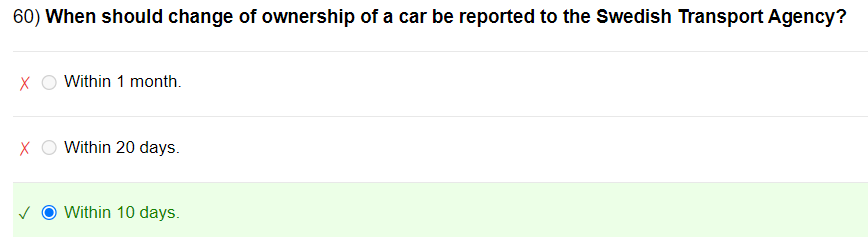 60) When should change of ownership of a car be reported to the Swedish Transport Agency?
Within 1 month.
Within 20 days.
Within 10 days.